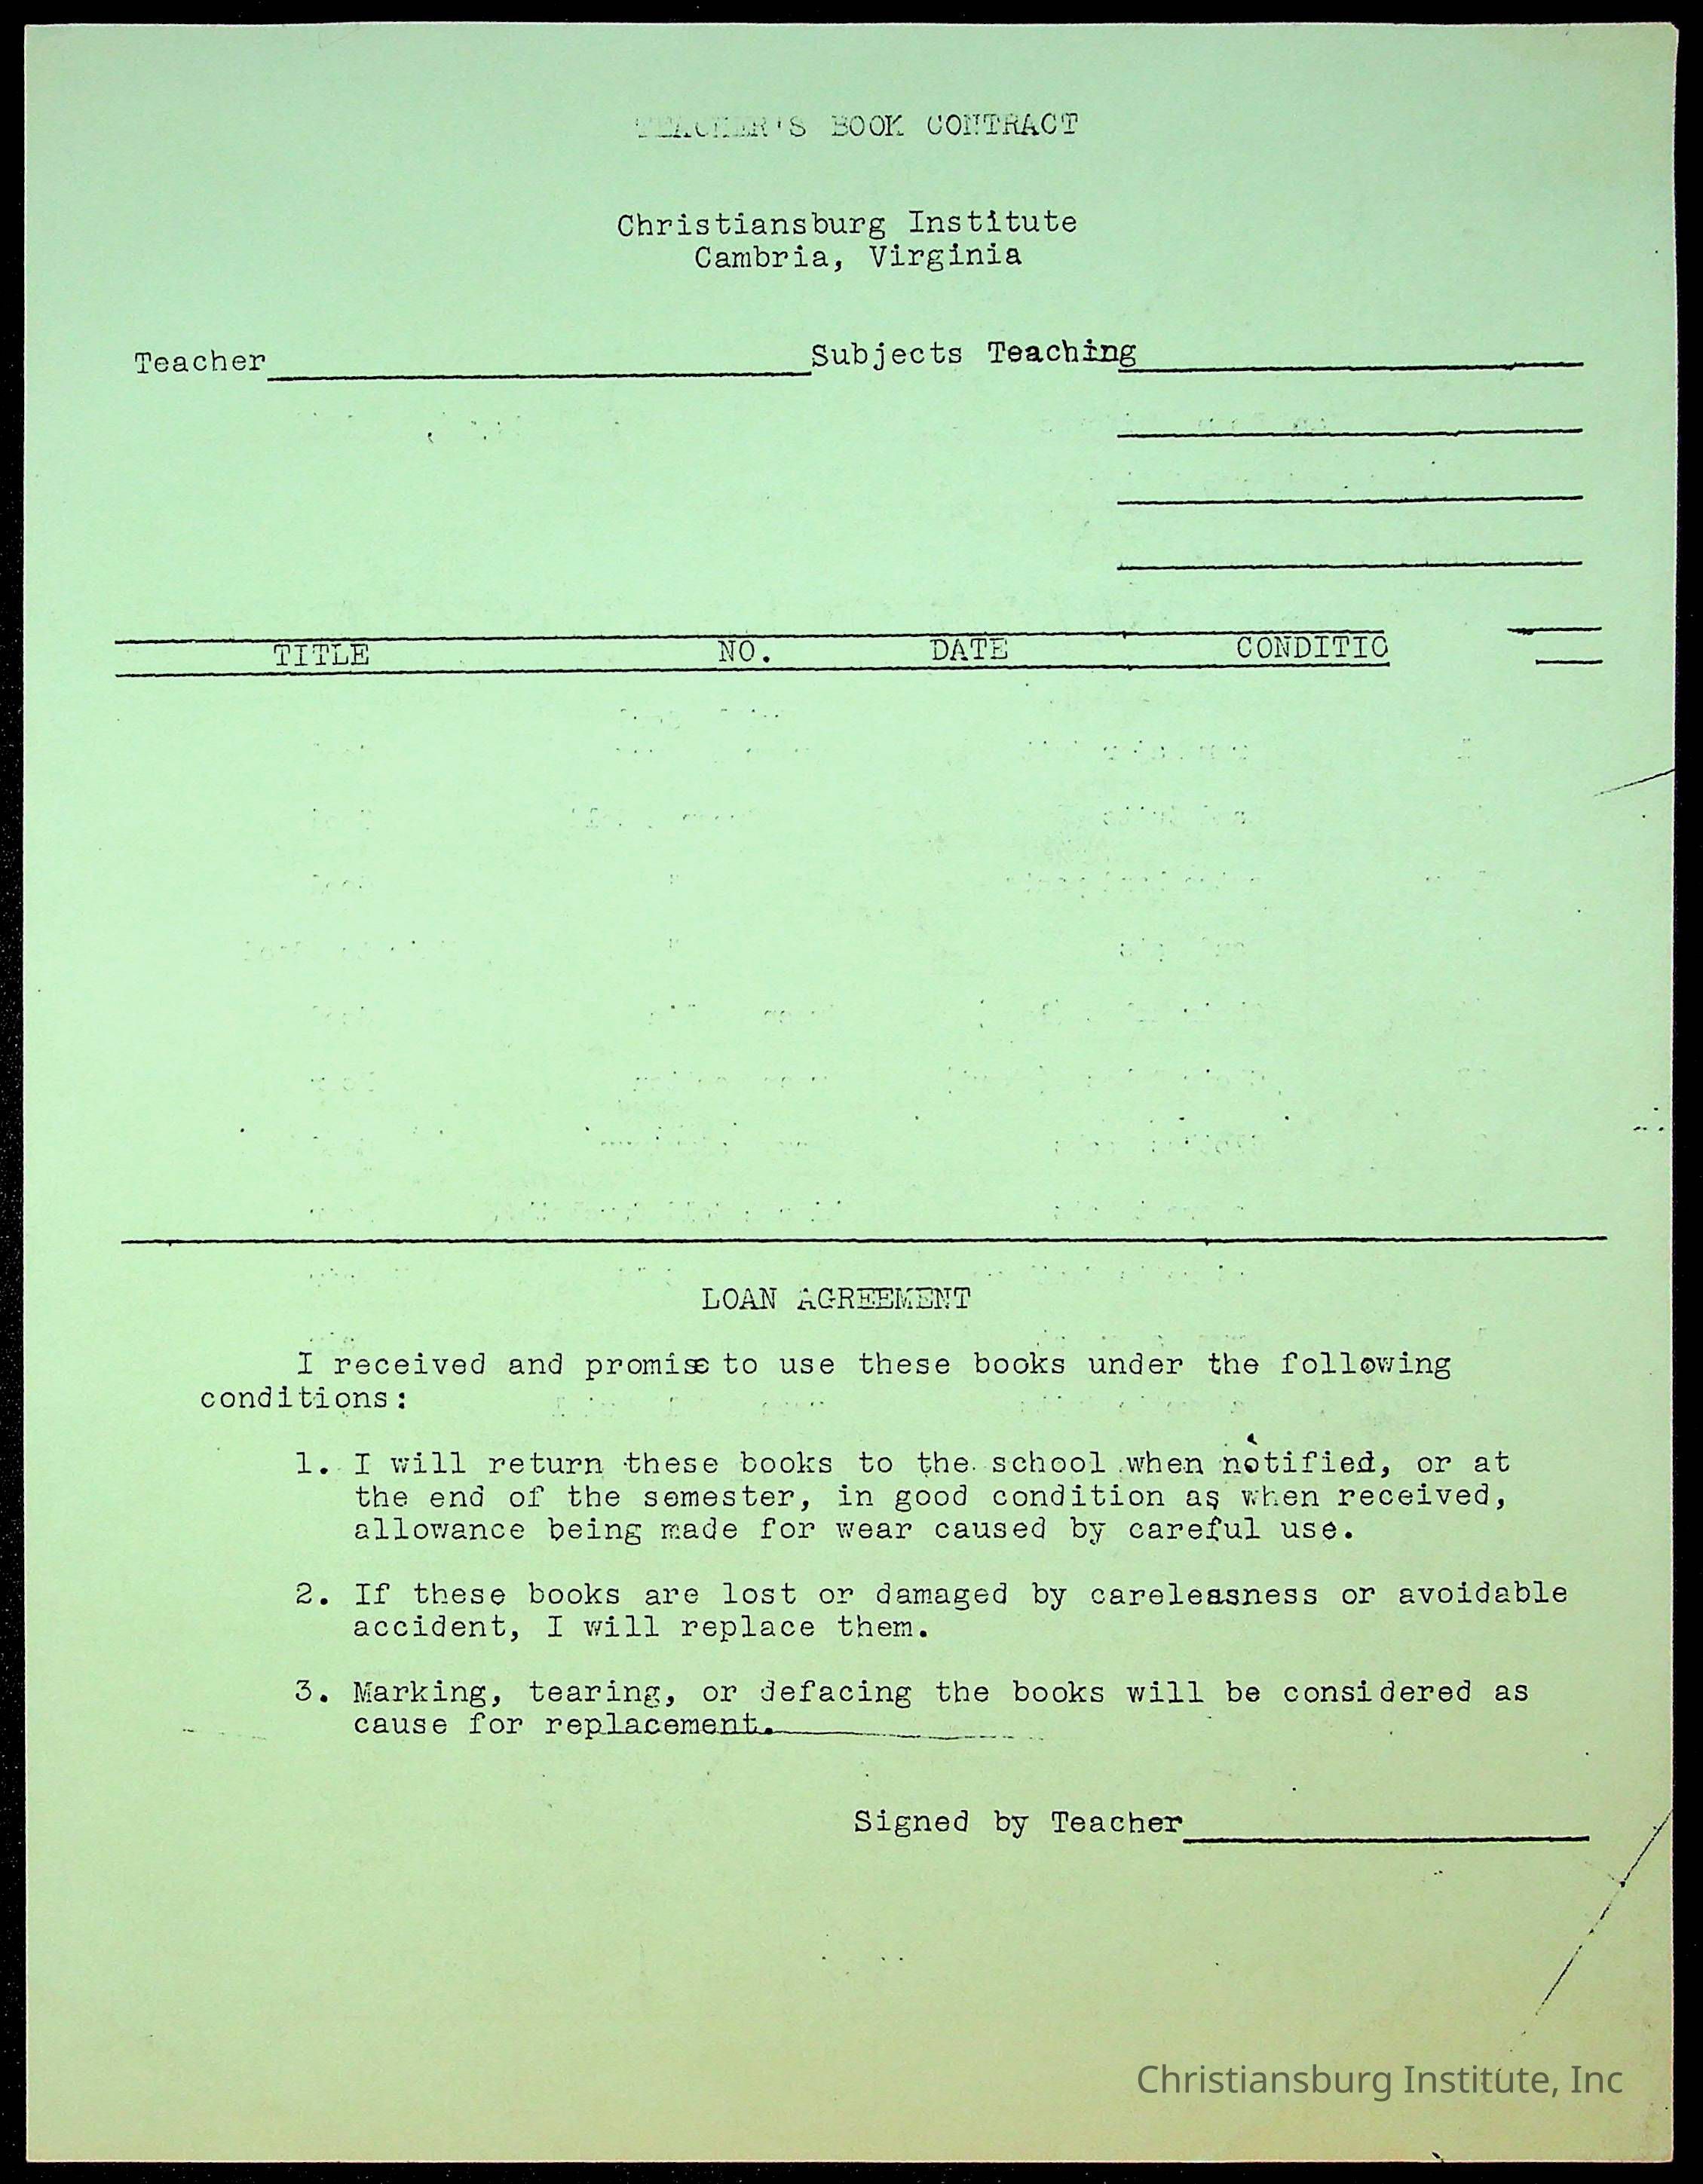 TEACHER'S BOOK CONTRACT
Christiansburg Institute
Cambria, Virginia
Teacher Subjects Teaching
TITLE NO. DATE CONDITIO
LOAN AGREEMENT
I received and promise to use these books under the following
conditions:
1. I will return these books to the school when notified, or at
the end of the semester, in good condition as when received,
allowance being made for wear caused by careful use.
2. If these books are lost or damaged by carelessness or avoidable
accident, I will replace them.
3. Marking, tearing, or defacing the books will be considered as
cause for replacement.
Signed by Teacher
Christiansburg Institute, Inc